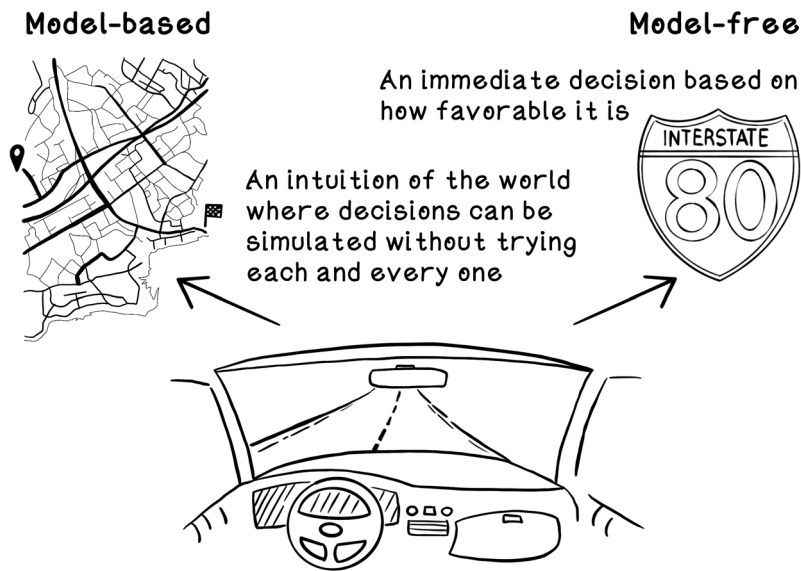 Model-based
Model-free
An immediate decision based on
how favorable it is
INTERSTATE
80
An intuition of the world
where decisions can be
simulated without trying
each and every one